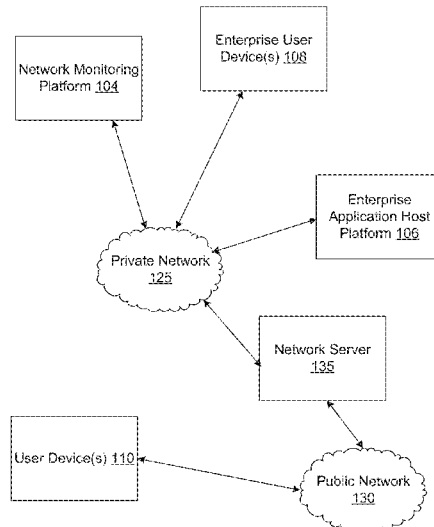 Enterprise User
Device(s) 108
Network Monitoring
Platform 104
Enterprise
Application Host
Platform 106
Private Network
125
Network Server
135
User Device(s) 110
Public Network
130